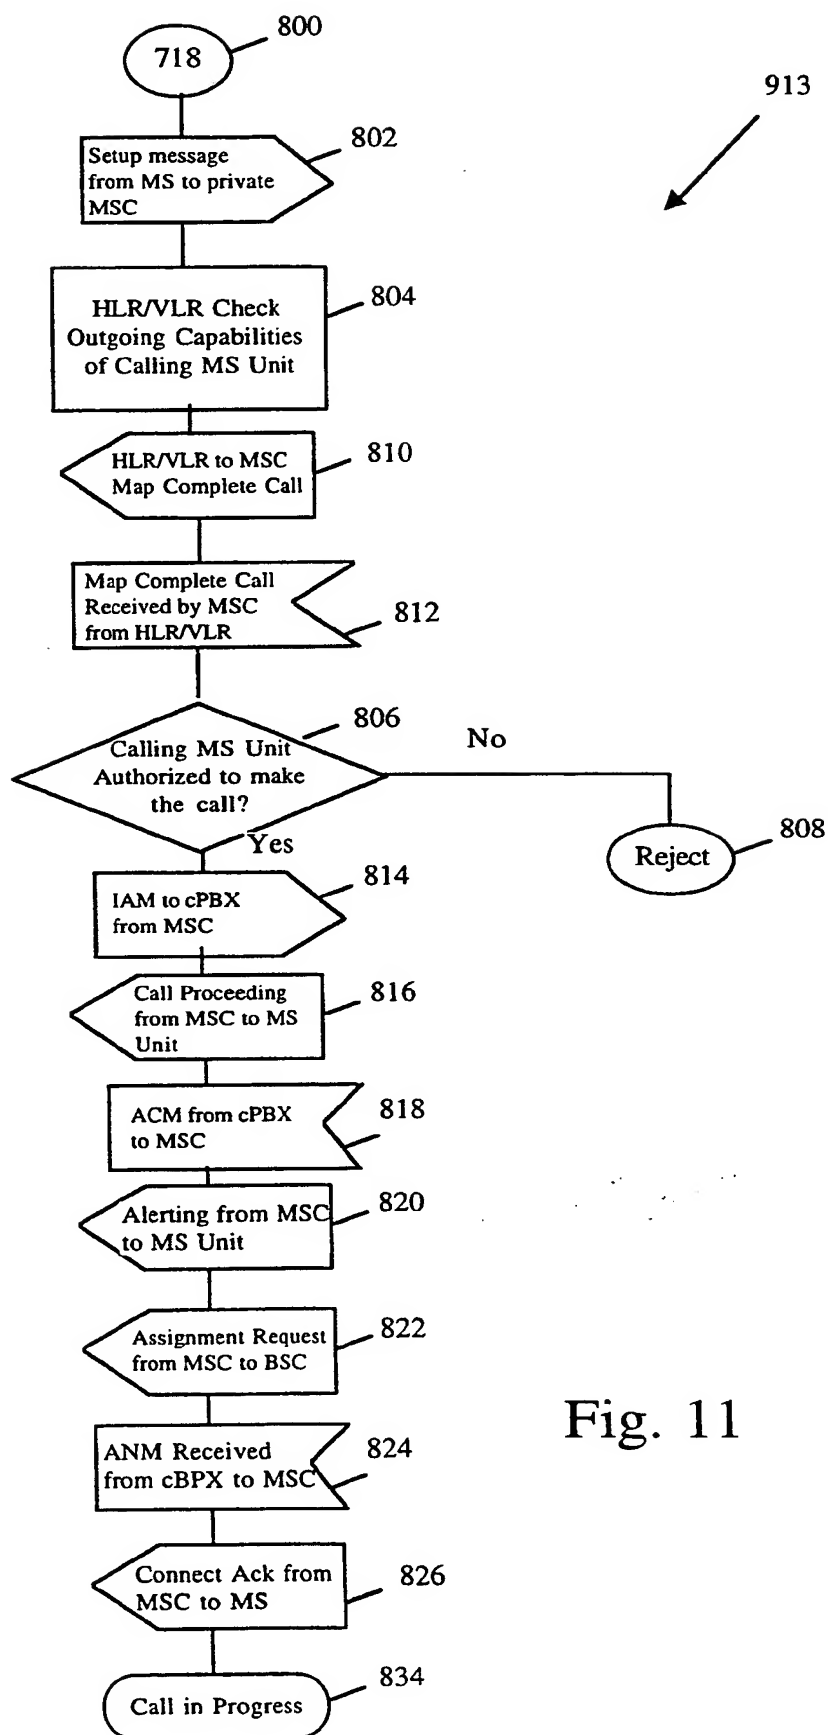 718
800
913
Setup message
from MS to private
MSC
802
HLR/VLR Check
Outgoing Capabilities
of Calling MS Unit
804
HLR/VLR to MSC
Map Complete Call
810
Map Complete Call
Received by MSC
from HLR/VLR
812
806
Calling MS Unit
Authorized to make
the call?
No
Yes
Reject
808
IAM to cPBX
from MSC
814
Call Proceeding
from MSC to MS
Unit
816
ACM from cPBX
to MSC
818
Alerting from MSC
to MS Unit
820
Assignment Request
from MSC to BSC
822
Fig. 11
ANM Received
from cBPX to MSC
824
Connect Ack from
MSC to MS
826
Call in Progress
834